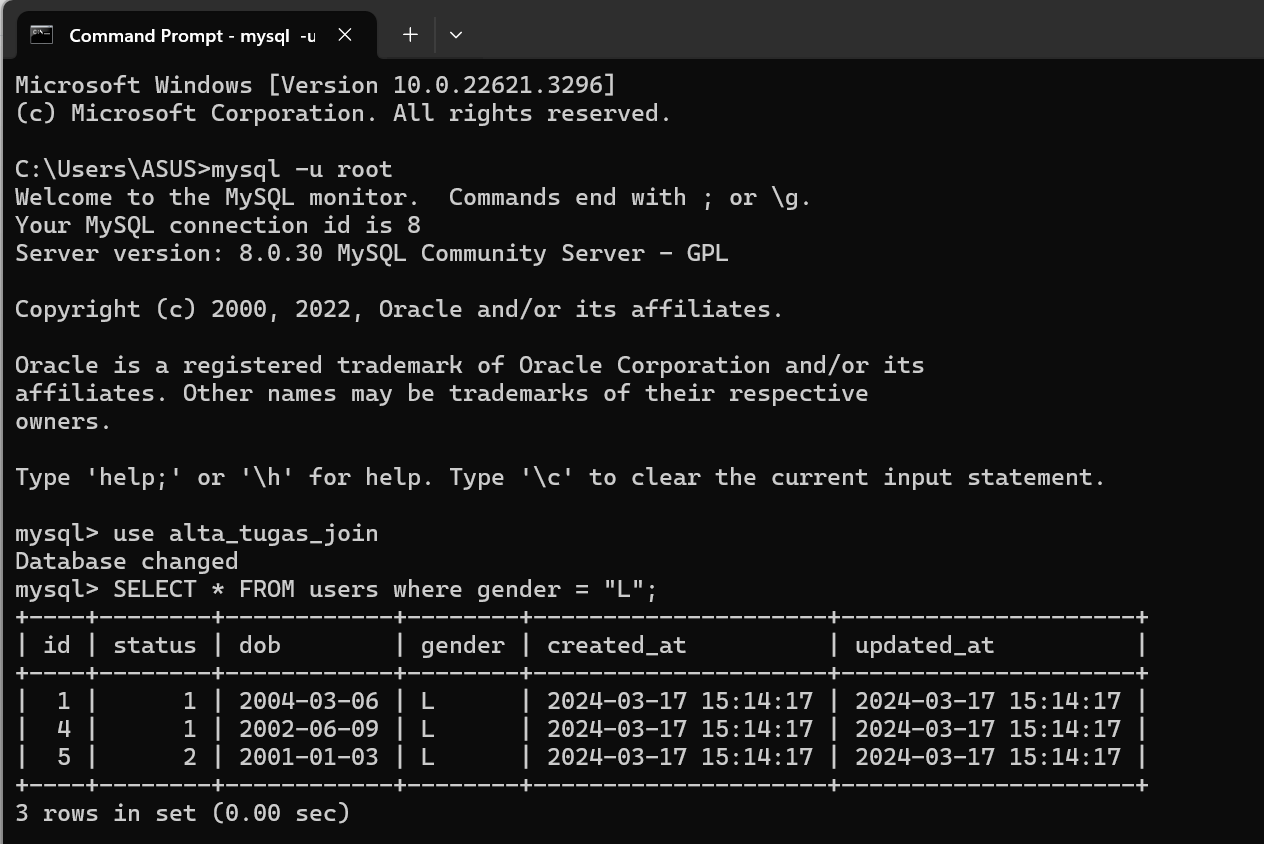 Command Prompt - mysql  -u
Microsoft Windows [Version 10.0.22621.3296]
(c) Microsoft Corporation. All rights reserved.
C:\Users\ASUS>mysql -u root
Welcome to the MySQL monitor.  Commands end with ; or \g.
Your MySQL connection id is 8
Server version: 8.0.30 MySQL Community Server - GPL
Copyright (c) 2000, 2022, Oracle and/or its affiliates.
Oracle is a registered trademark of Oracle Corporation and/or its
affiliates. Other names may be trademarks of their respective
owners.
Type 'help;' or '\h' for help. Type '\c' to clear the current input statement.
mysql> use alta_tugas_join
Database changed
mysql> SELECT * FROM users where gender = "L";
+----+--------+------------+--------+---------------------+---------------------+
| id | status | dob        | gender | created_at          | updated_at          |
+----+--------+------------+--------+---------------------+---------------------+
|  1 |      1 | 2004-03-06 | L      | 2024-03-17 15:14:17 | 2024-03-17 15:14:17 |
|  4 |      1 | 2002-06-09 | L      | 2024-03-17 15:14:17 | 2024-03-17 15:14:17 |
|  5 |      2 | 2001-01-03 | L      | 2024-03-17 15:14:17 | 2024-03-17 15:14:17 |
+----+--------+------------+--------+---------------------+---------------------+
3 rows in set (0.00 sec)